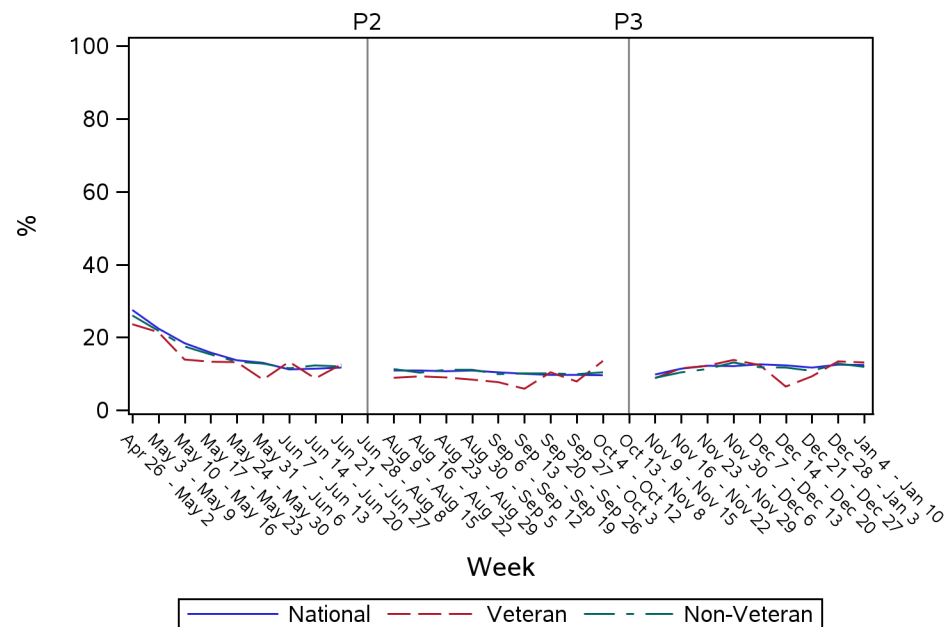 P2 P3
100
80
60
40
20
0
%
Apr 26 - May 2
May 3 - May 9
May 10 - May 16
May 17 - May 23
May 24 - May 30
May 31 - Jun 6
Jun 7 - Jun 13
Jun 14 - Jun 20
Jun 21 - Jun 27
Jun 28 - Aug 8
Aug 9 - Aug 15
Aug 16 - Aug 22
Aug 23 - Aug 29
Aug 30 - Sep 5
Sep 6 - Sep 12
Sep 13 - Sep 19
Sep 20 - Sep 26
Sep 27 - Oct 3
Oct 4 - Oct 12
Oct 13 - Nov 8
Nov 9 - Nov 15
Nov 16 - Nov 22
Nov 23 - Nov 29
Nov 30 - Dec 6
Dec 7 - Dec 13
Dec 14 - Dec 20
Dec 21 - Dec 27
Dec 28 - Jan 3
Jan 4 - Jan 10
Week
National Veteran Non-Veteran